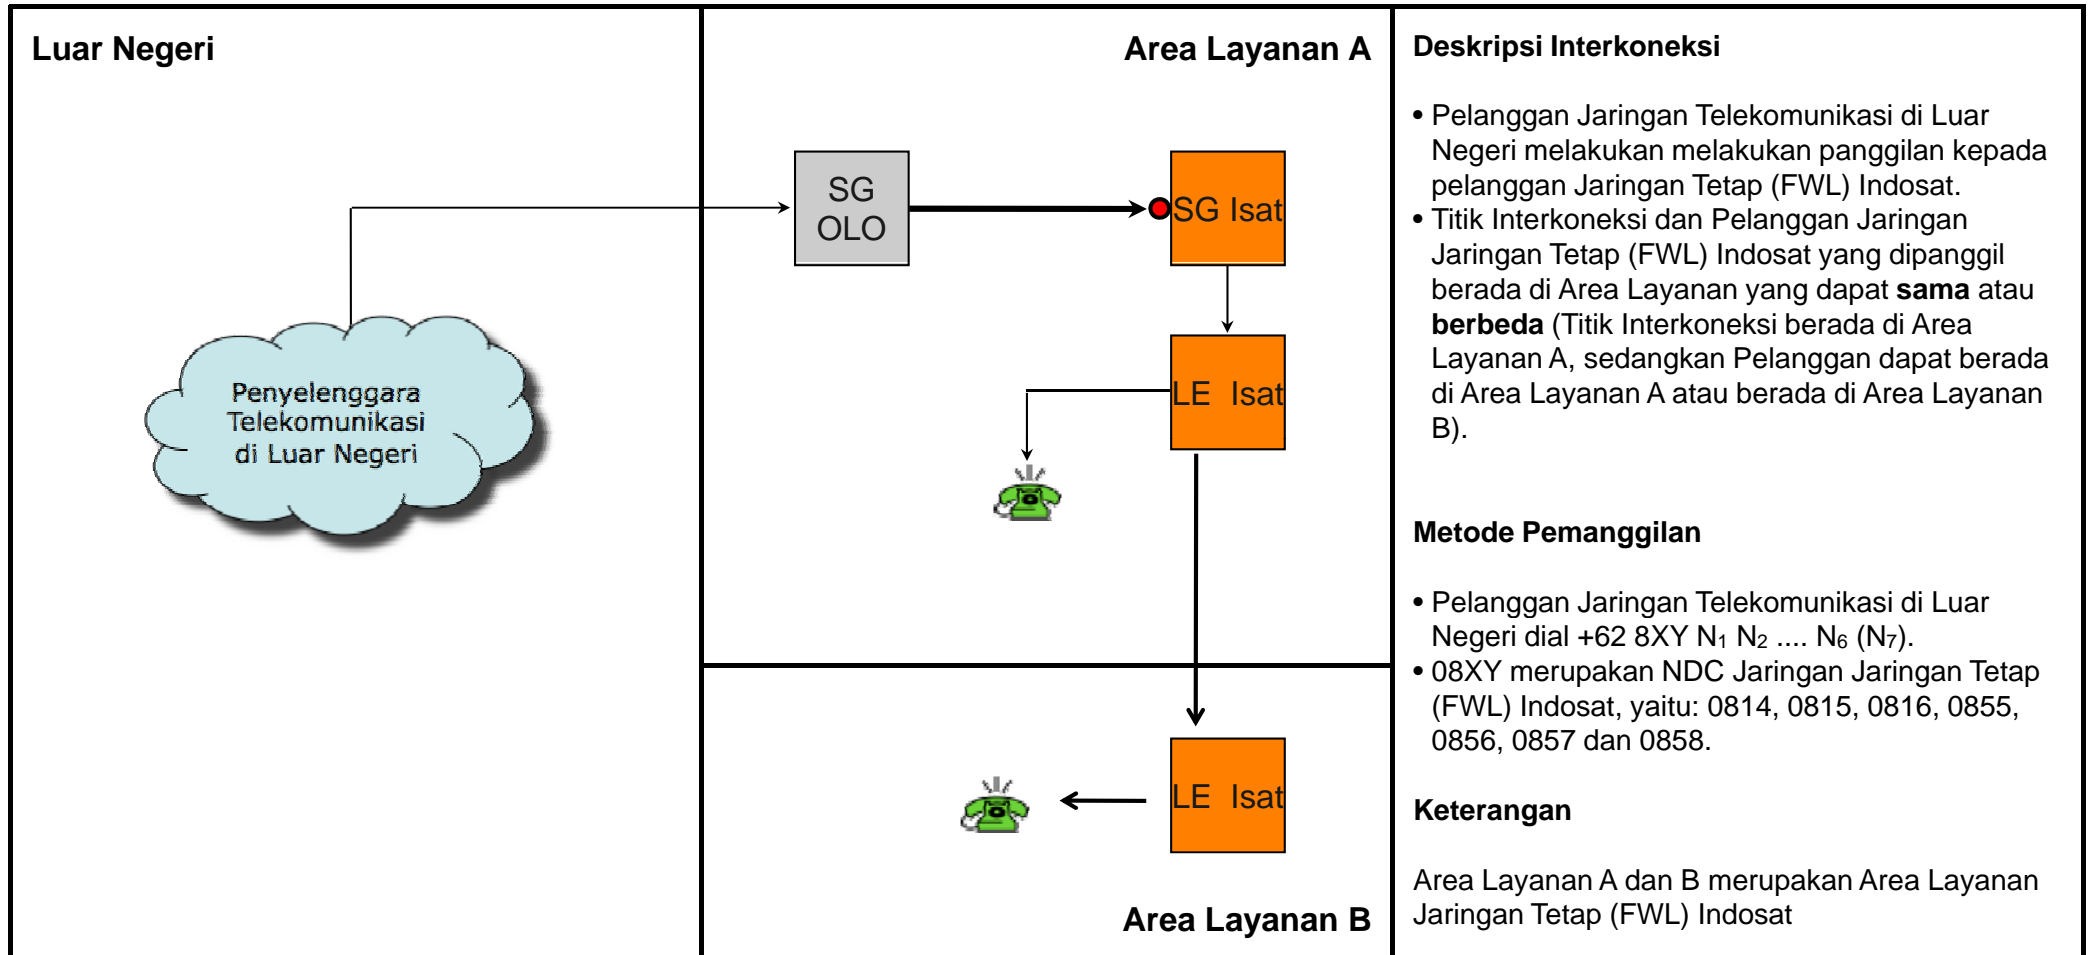 Luar Negeri
Penyelenggara
Telekomunikasi
di Luar Negeri
Area Layanan A
SG
OLO
SG Isat
LE Isat
LE Isat
Area Layanan B
Deskripsi Interkoneksi
• Pelanggan Jaringan Telekomunikasi di Luar
Negeri melakukan melakukan panggilan kepada
pelanggan Jaringan Tetap (FWL) Indosat.
• Titik Interkoneksi dan Pelanggan Jaringan
Jaringan Tetap (FWL) Indosat yang dipanggil
berada di Area Layanan yang dapat sama atau
berbeda (Titik Interkoneksi berada di Area
Layanan A, sedangkan Pelanggan dapat berada
di Area Layanan A atau berada di Area Layanan
B).
Metode Pemanggilan
• Pelanggan Jaringan Telekomunikasi di Luar
Negeri dial +62 8XY N₁ N₂ .... N₆ (N₇).
• 08XY merupakan NDC Jaringan Jaringan Tetap
(FWL) Indosat, yaitu: 0814, 0815, 0816, 0855,
0856, 0857 dan 0858.
Keterangan
Area Layanan A dan B merupakan Area Layanan
Jaringan Tetap (FWL) Indosat